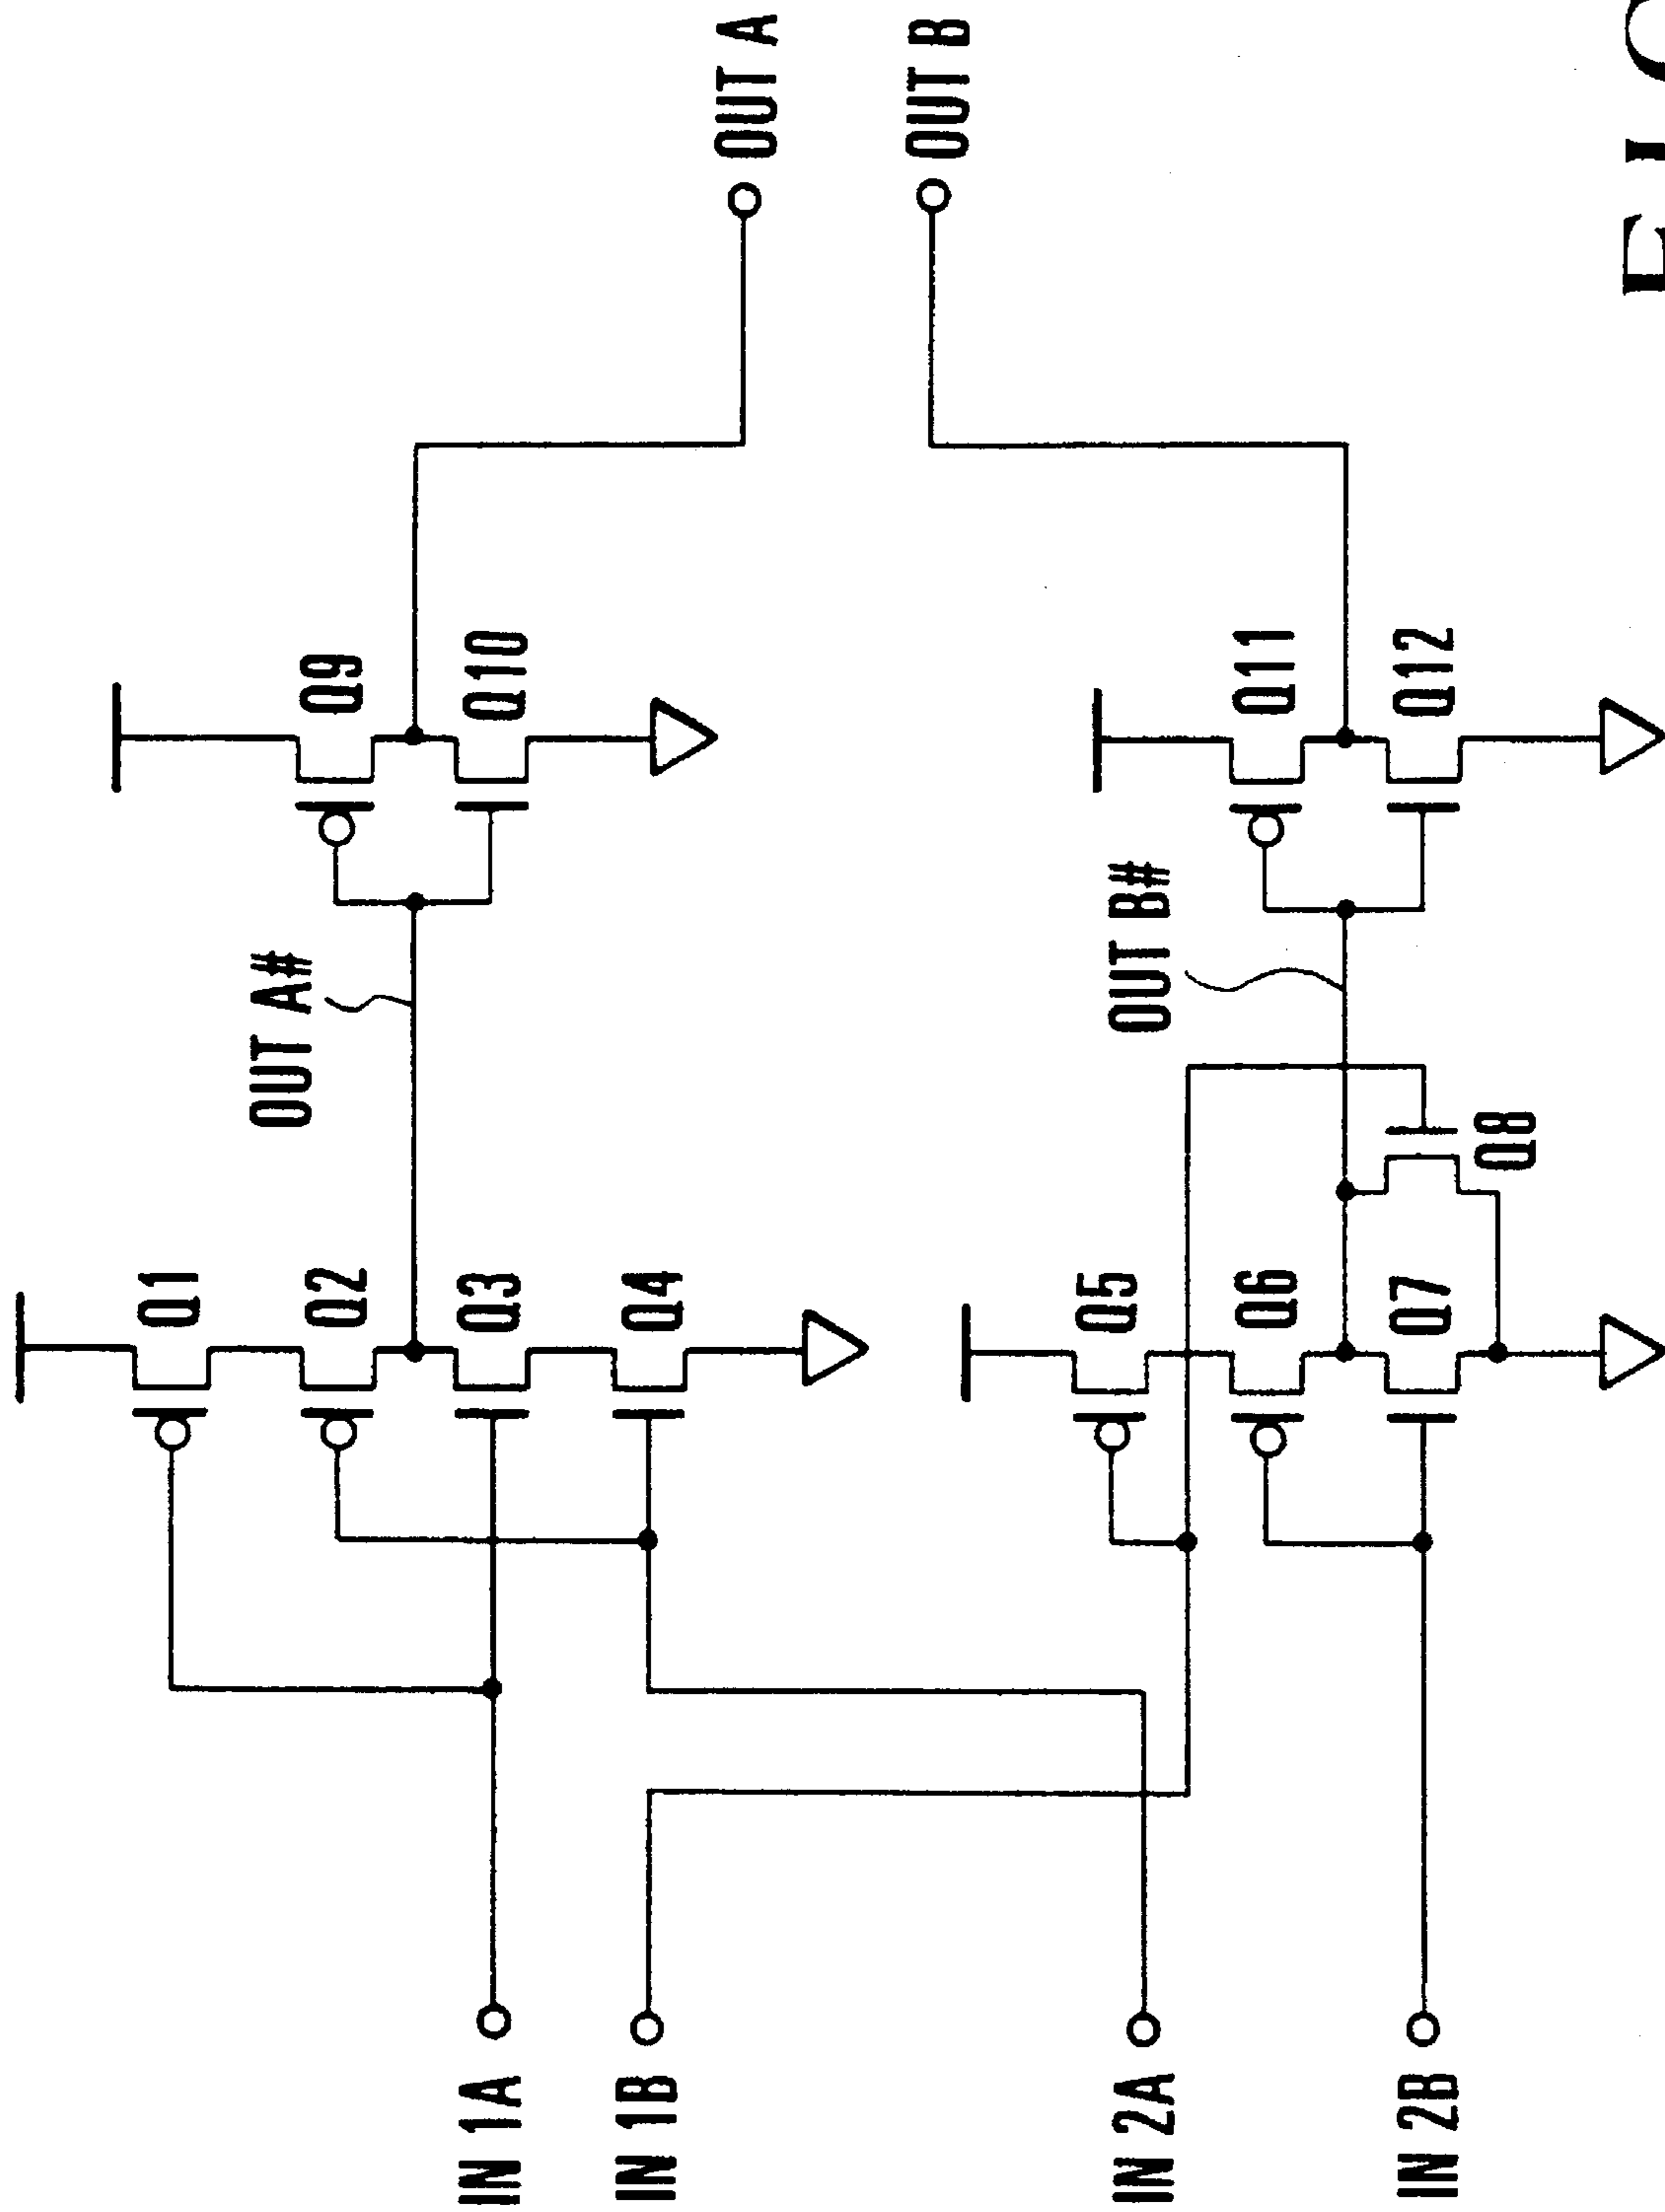 IN 1A
IN 1B
IN 2A
IN 2B
Q1
Q2
Q3
Q4
Q5
Q6
Q7
Q8
OUT A#
OUT B#
Q9
Q10
Q11
Q12
OUT A
OUT B